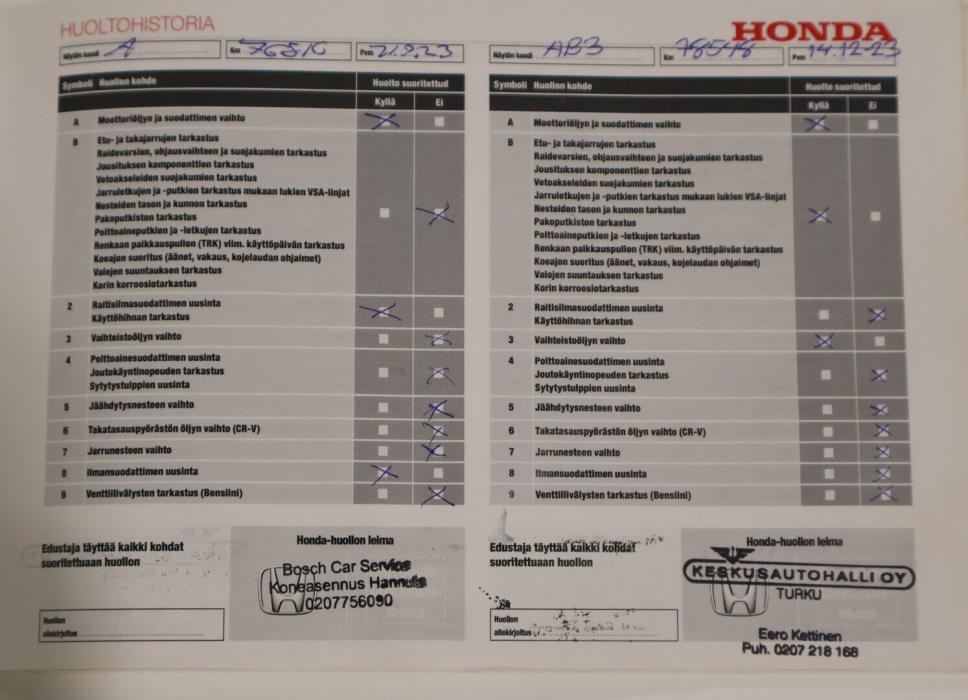 HUOLTOHISTORIA
HONDA
Näytön koodi A Km 76510 Pvm 21.9.23
Symboli Huollon kohde Huolto suoritettud
Kyllä Ei
A Moottoriöljyn ja suodattimen vaihto
B Etu- ja takajarrujen tarkastus
Raidevarsien, ohjausvaihteen ja suojakumien tarkastus
Jousituksen komponenttien tarkastus
Vetoakseleiden suojakumien tarkastus
Jarruletkujen ja -putkien tarkastus mukaan lukien VSA-linjat
Nesteiden tason ja kunnon tarkastus
Pakoputkiston tarkastus
Polttoaineputkien ja -letkujen tarkastus
Renkaan paikkauspullon (TRK) viim. käyttöpäivän tarkastus
Koeajon suoritus (äänet, vakaus, kojelaudan ohjaimet)
Valojen suuntauksen tarkastus
Korin korroosiotarkastus
2 Raitisilmasuodattimen uusinta
Käyttöhihnan tarkastus
3 Vaihteistoöljyn vaihto
4 Polttoainesuodattimen uusinta
Joutokäyntinopeuden tarkastus
Sytytystulppien uusinta
5 Jäähdytysnesteen vaihto
6 Takatasauspyörästön öljyn vaihto (CR-V)
7 Jarrunesteen vaihto
8 Ilmansuodattimen uusinta
9 Venttiilivälysten tarkastus (Bensiini)
Edustaja täyttää kaikki kohdat
suoritettuaan huollon
Honda-huollon leima
Bosch Car Service
Koneasennus Hannula
0207756090
Huollon
allekirjoitus
Näytön koodi AB3 Km 78548 Pvm 14.12-23
Symboli Huollon kohde Huolto suoritettud
Kyllä Ei
A Moottoriöljyn ja suodattimen vaihto
B Etu- ja takajarrujen tarkastus
Raidevarsien, ohjausvaihteen ja suojakumien tarkastus
Jousituksen komponenttien tarkastus
Vetoakseleiden suojakumien tarkastus
Jarruletkujen ja -putkien tarkastus mukaan lukien VSA-linjat
Nesteiden tason ja kunnon tarkastus
Pakoputkiston tarkastus
Polttoaineputkien ja -letkujen tarkastus
Renkaan paikkauspullon (TRK) viim. käyttöpäivän tarkastus
Koeajon suoritus (äänet, vakaus, kojelaudan ohjaimet)
Valojen suuntauksen tarkastus
Korin korroosiotarkastus
2 Raitisilmasuodattimen uusinta
Käyttöhihnan tarkastus
3 Vaihteistoöljyn vaihto
4 Polttoainesuodattimen uusinta
Joutokäyntinopeuden tarkastus
Sytytystulppien uusinta
5 Jäähdytysnesteen vaihto
6 Takatasauspyörästön öljyn vaihto (CR-V)
7 Jarrunesteen vaihto
8 Ilmansuodattimen uusinta
9 Venttiilivälysten tarkastus (Bensiini)
Edustaja täyttää kaikki kohdat
suoritettuaan huollon
Honda-huollon leima
KESKUSAUTOHALLI OY
TURKU
Eero Kettinen
Puh. 0207 218 168
Huollon
allekirjoitus